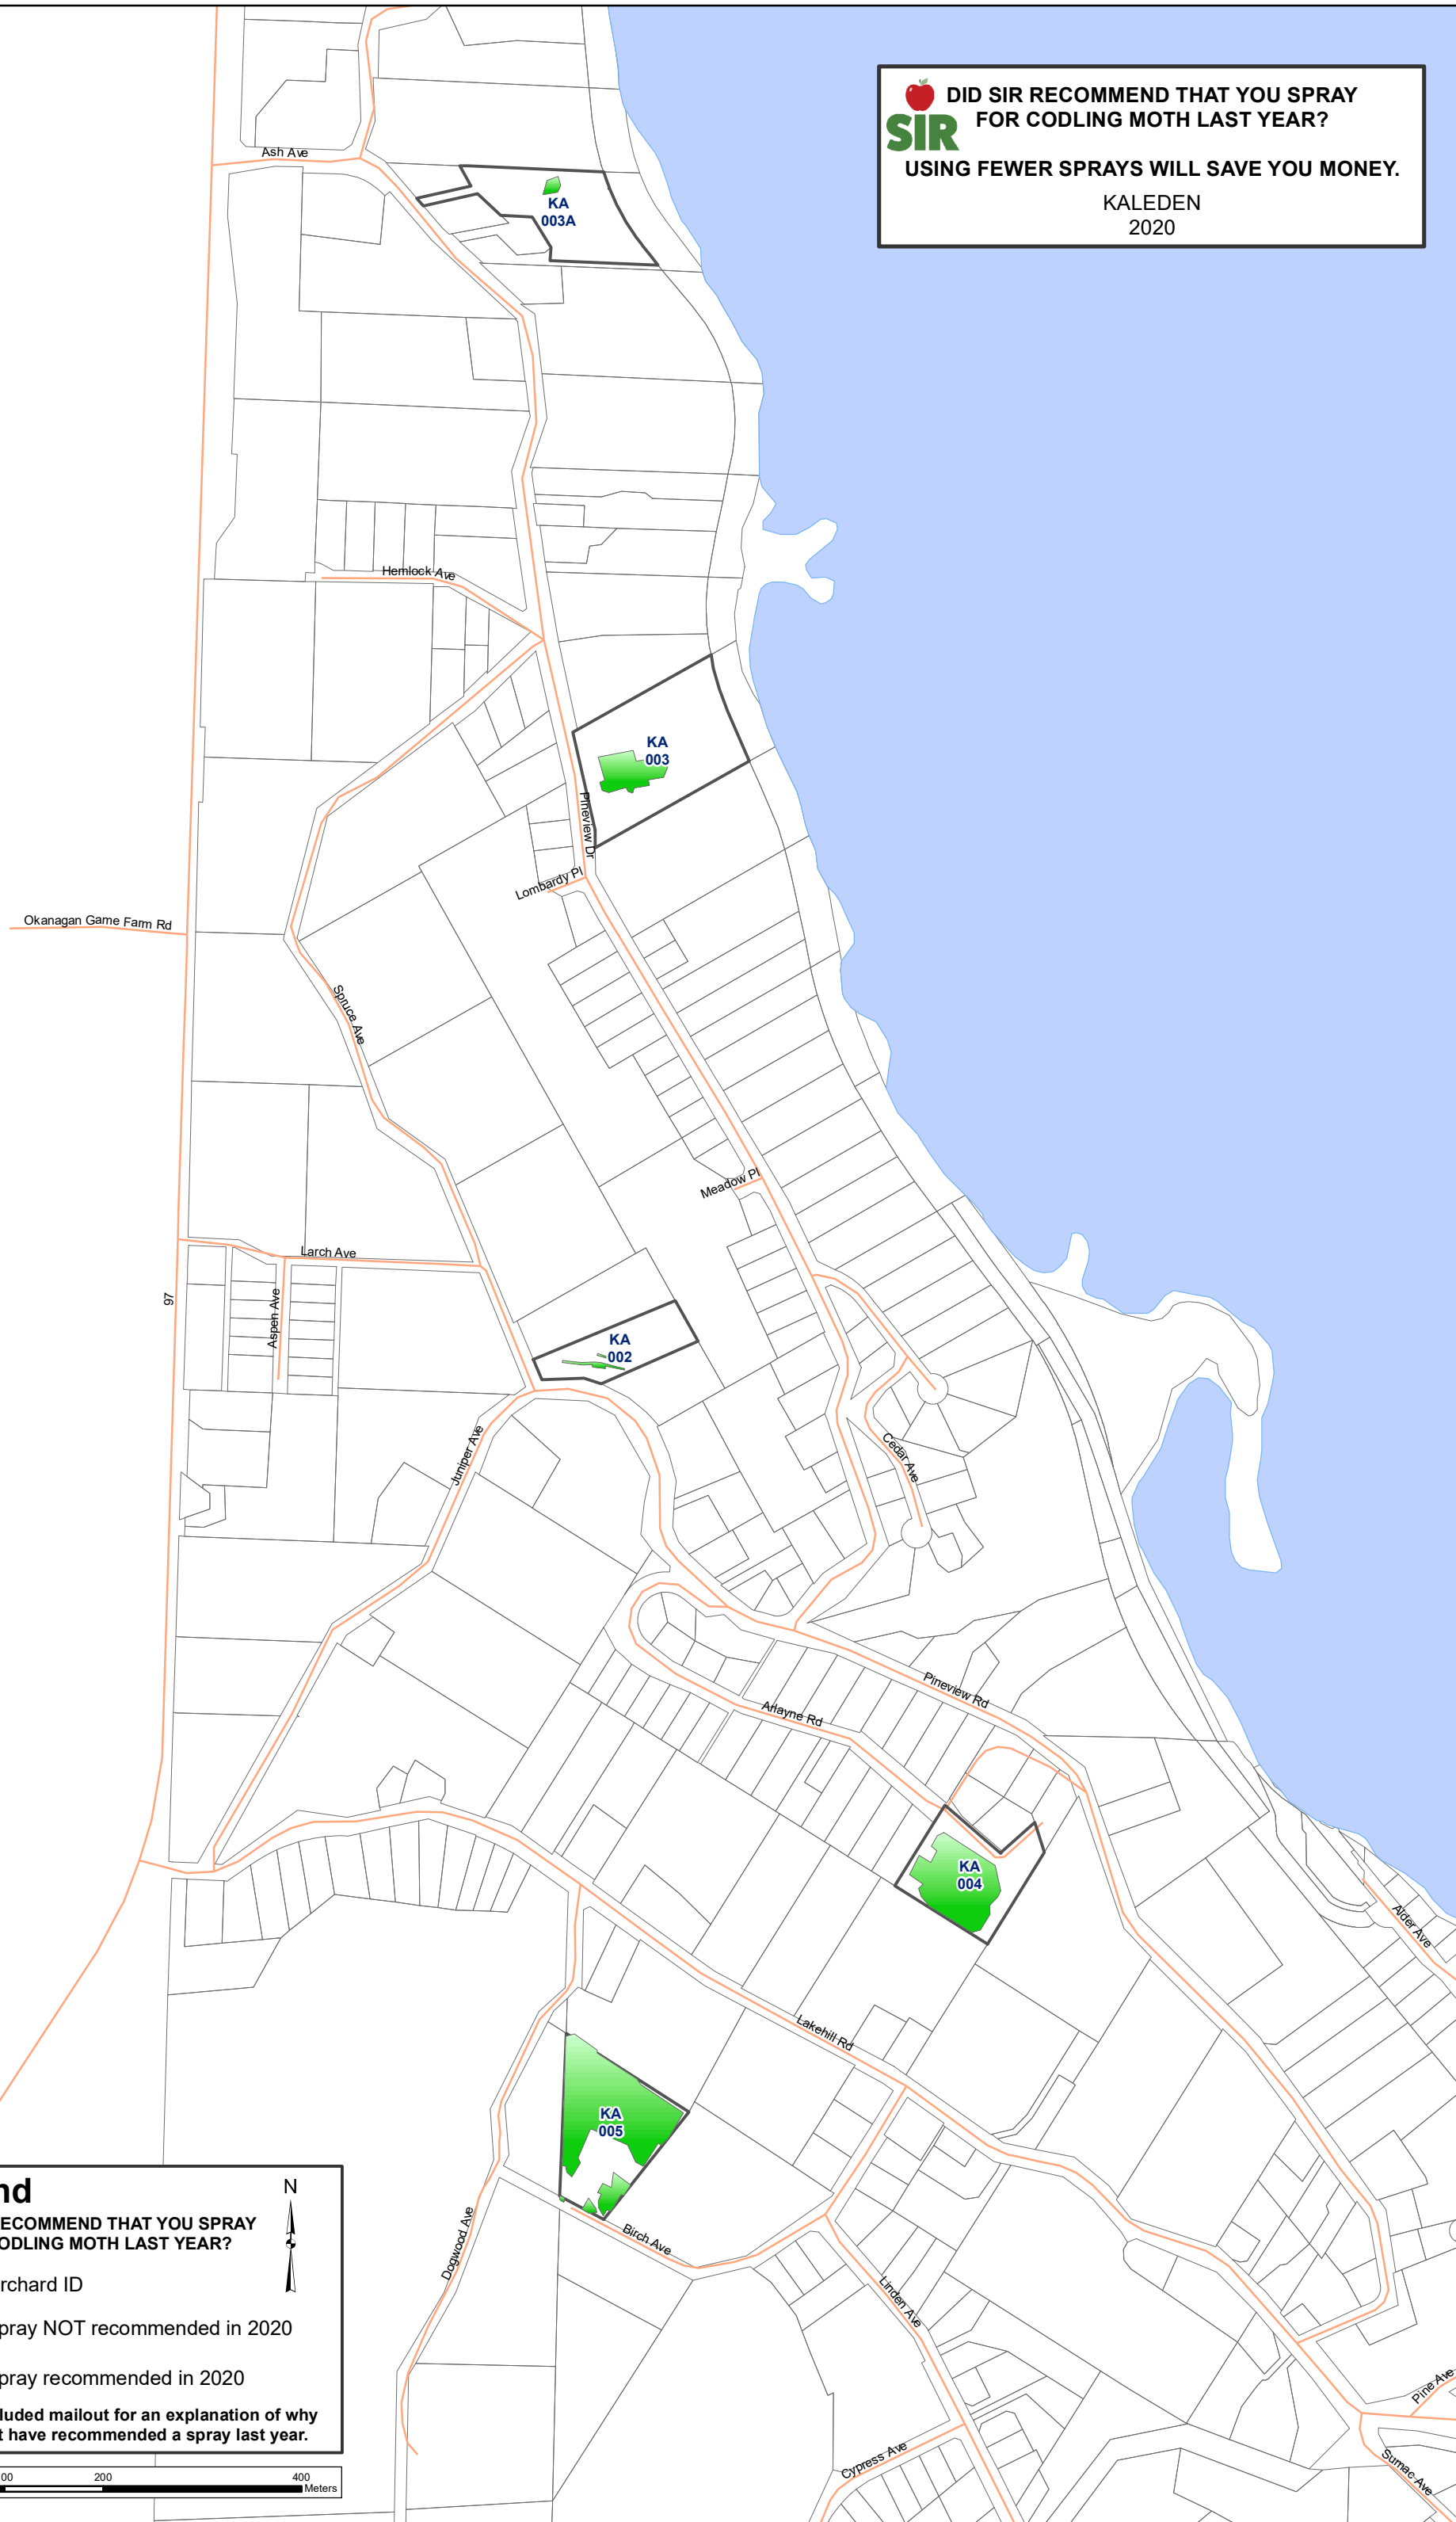 SIR
DID SIR RECOMMEND THAT YOU SPRAY
FOR CODLING MOTH LAST YEAR?
USING FEWER SPRAYS WILL SAVE YOU MONEY.
KALEDEN
2020
Ash Ave
KA
003A
Hemlock Ave
KA
003
Pineview Dr
Lombardy Pl
Okanagan Game Farm Rd
Spruce Ave
Meadow Pl
Larch Ave
97
Aspen Ave
KA
002
Juniper Ave
Cedar Ave
Pineview Rd
Arlayne Rd
KA
004
Alder Ave
Lakehill Rd
KA
005
Birch Ave
Dogwood Ave
Linden Ave
Pine Ave
Cypress Ave
Sumac Ave
nd
N
ECOMMEND THAT YOU SPRAY
ODLING MOTH LAST YEAR?
rchard ID
pray NOT recommended in 2020
pray recommended in 2020
luded mailout for an explanation of why
t have recommended a spray last year.
00 200 400
Meters